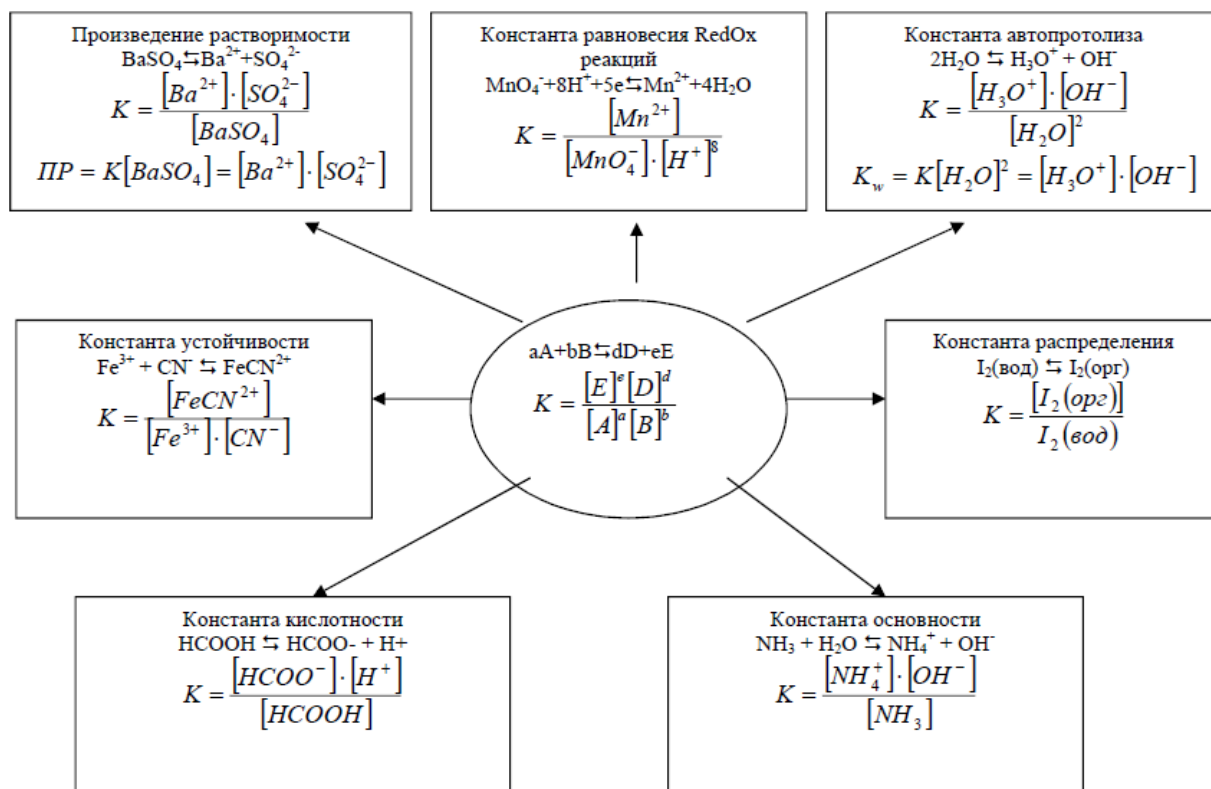 Произведение растворимости
BaSO₄⇆Ba²⁺+SO₄²⁻
K = [Ba²⁺]·[SO₄²⁻] / [BaSO₄]
ПР = K[BaSO₄] = [Ba²⁺]·[SO₄²⁻]
Константа равновесия RedOx
реакций
MnO₄⁻+8H⁺+5e⇆Mn²⁺+4H₂O
K = [Mn²⁺] / [MnO₄⁻]·[H⁺]⁸
Константа автопротолиза
2H₂O ⇆ H₃O⁺ + OH⁻
K = [H₃O⁺]·[OH⁻] / [H₂O]²
K_w = K[H₂O]² = [H₃O⁺]·[OH⁻]
Константа устойчивости
Fe³⁺ + CN⁻ ⇆ FeCN²⁺
K = [FeCN²⁺] / [Fe³⁺]·[CN⁻]
aA+bB⇆dD+eE
K = [E]ᵉ[D]ᵈ / [A]ᵃ[B]ᵇ
Константа распределения
I₂(вод) ⇆ I₂(орг)
K = [I₂(орг)] / I₂(вод)
Константа кислотности
HCOOH ⇆ HCOO- + H+
K = [HCOO⁻]·[H⁺] / [HCOOH]
Константа основности
NH₃ + H₂O ⇆ NH₄⁺ + OH⁻
K = [NH₄⁺]·[OH⁻] / [NH₃]